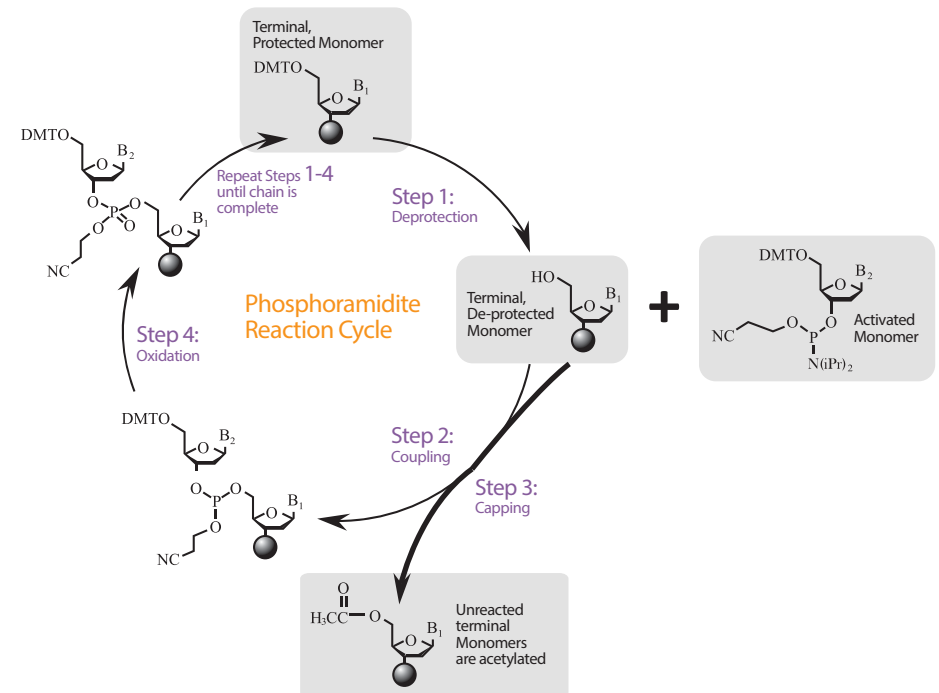 Terminal,
Protected Monomer
DMTO
O
B1
Repeat Steps 1-4
until chain is
complete
Step 1:
Deprotection
DMTO
O
B2
O
P
O
O
O
NC
O
B1
HO
O
B1
Terminal,
De-protected
Monomer
+
DMTO
O
B2
O
O
P
NC
N(iPr)2
Activated
Monomer
Phosphoramidite
Reaction Cycle
Step 4:
Oxidation
Step 2:
Coupling
Step 3:
Capping
DMTO
O
B2
O
P
O
O
NC
O
B1
O
H3CC
O
O
B1
Unreacted
terminal
Monomers
are acetylated